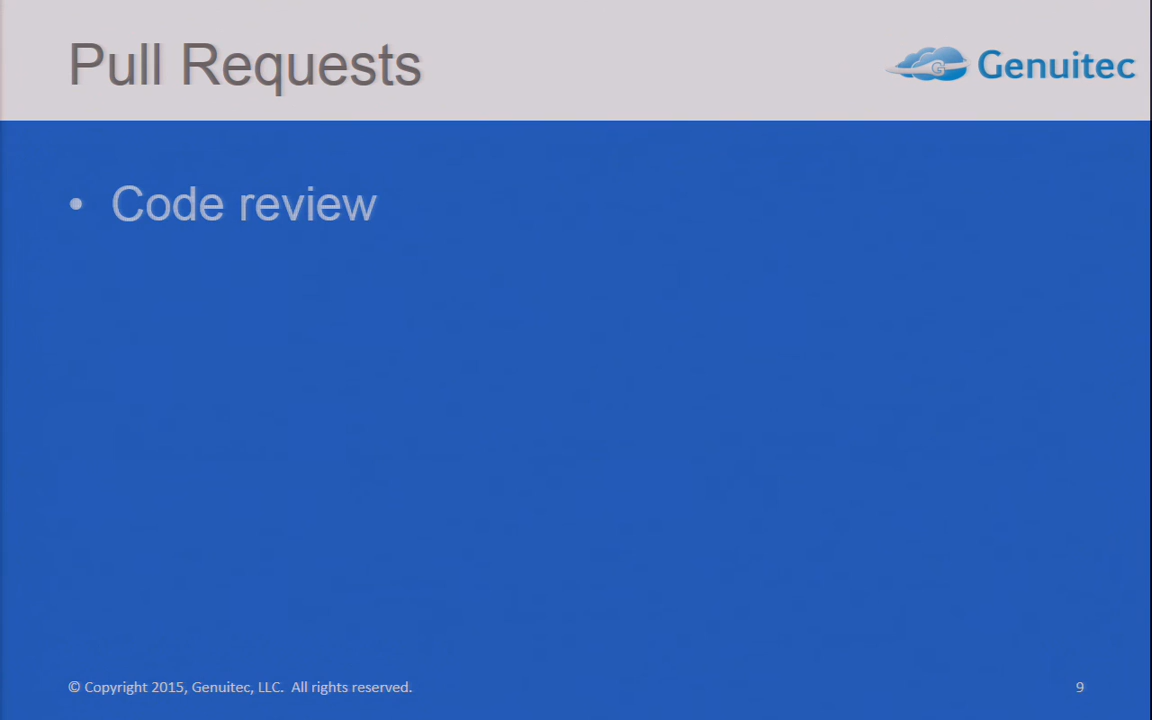 Pull Requests
Genuitec
• Code review
© Copyright 2015, Genuitec, LLC. All rights reserved.
9